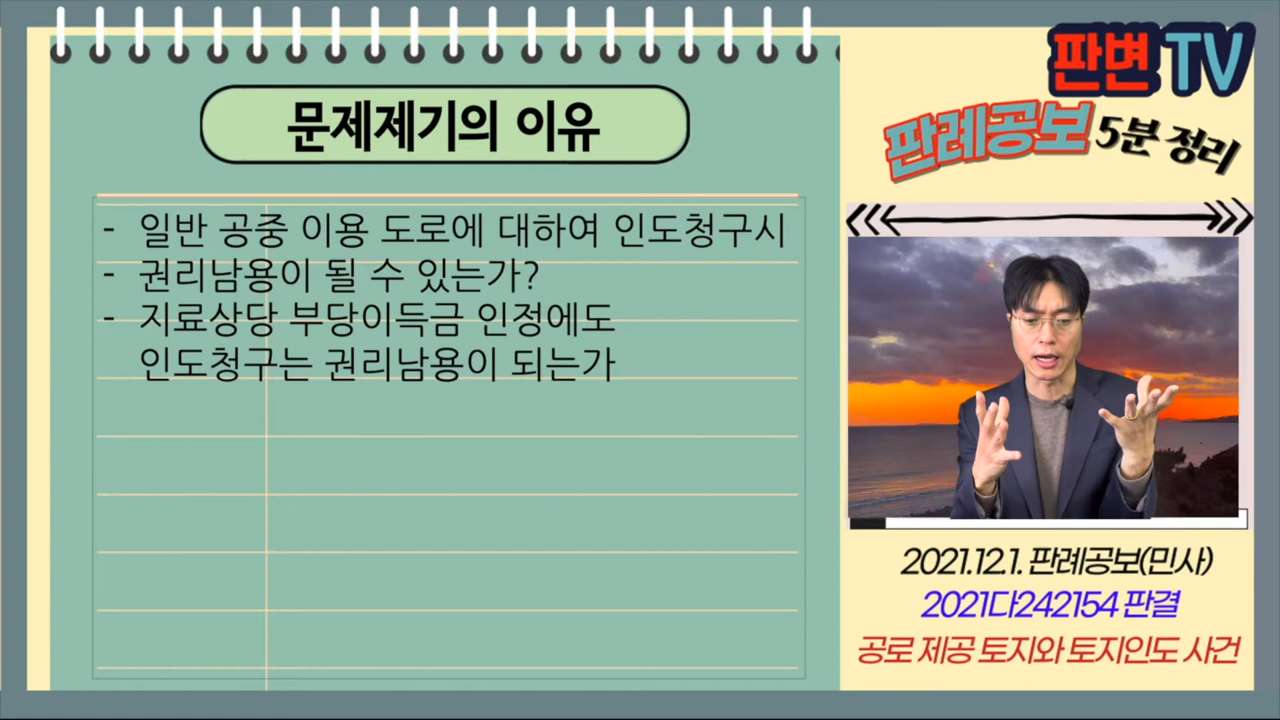 문제제기의 이유
- 일반 공중 이용 도로에 대하여 인도청구시
- 권리남용이 될 수 있는가?
- 지료상당 부당이득금 인정에도
인도청구는 권리남용이 되는가
판변 TV
판례공보 5분 정리
2021.12.1. 판례공보(민사)
2021다242154 판결
공로 제공 토지와 토지인도 사건